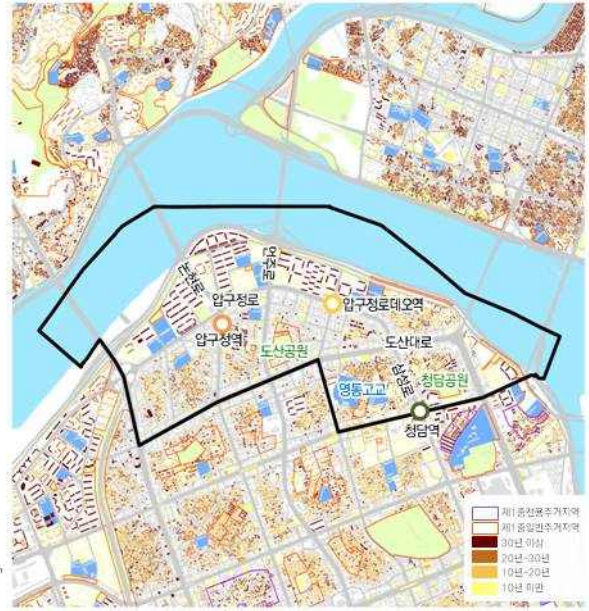 언주로
논현로
압구정로
압구정로데오역
압구정역
도산공원
도산대로
영동고교
삼성로
청담공원
청담역
제1종전용주거지역
제1종일반주거지역
30년 이상
20년-30년
10년-20년
10년 미만